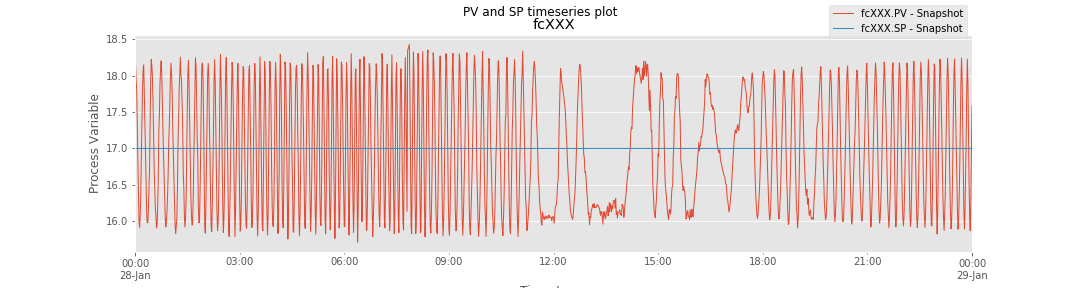 PV and SP timeseries plot
fcXXX
fcXXX.PV - Snapshot
fcXXX.SP - Snapshot
Process Variable
18.5
18.0
17.5
17.0
16.5
16.0
00:00
28-Jan
03:00
06:00
09:00
12:00
15:00
18:00
21:00
00:00
29-Jan